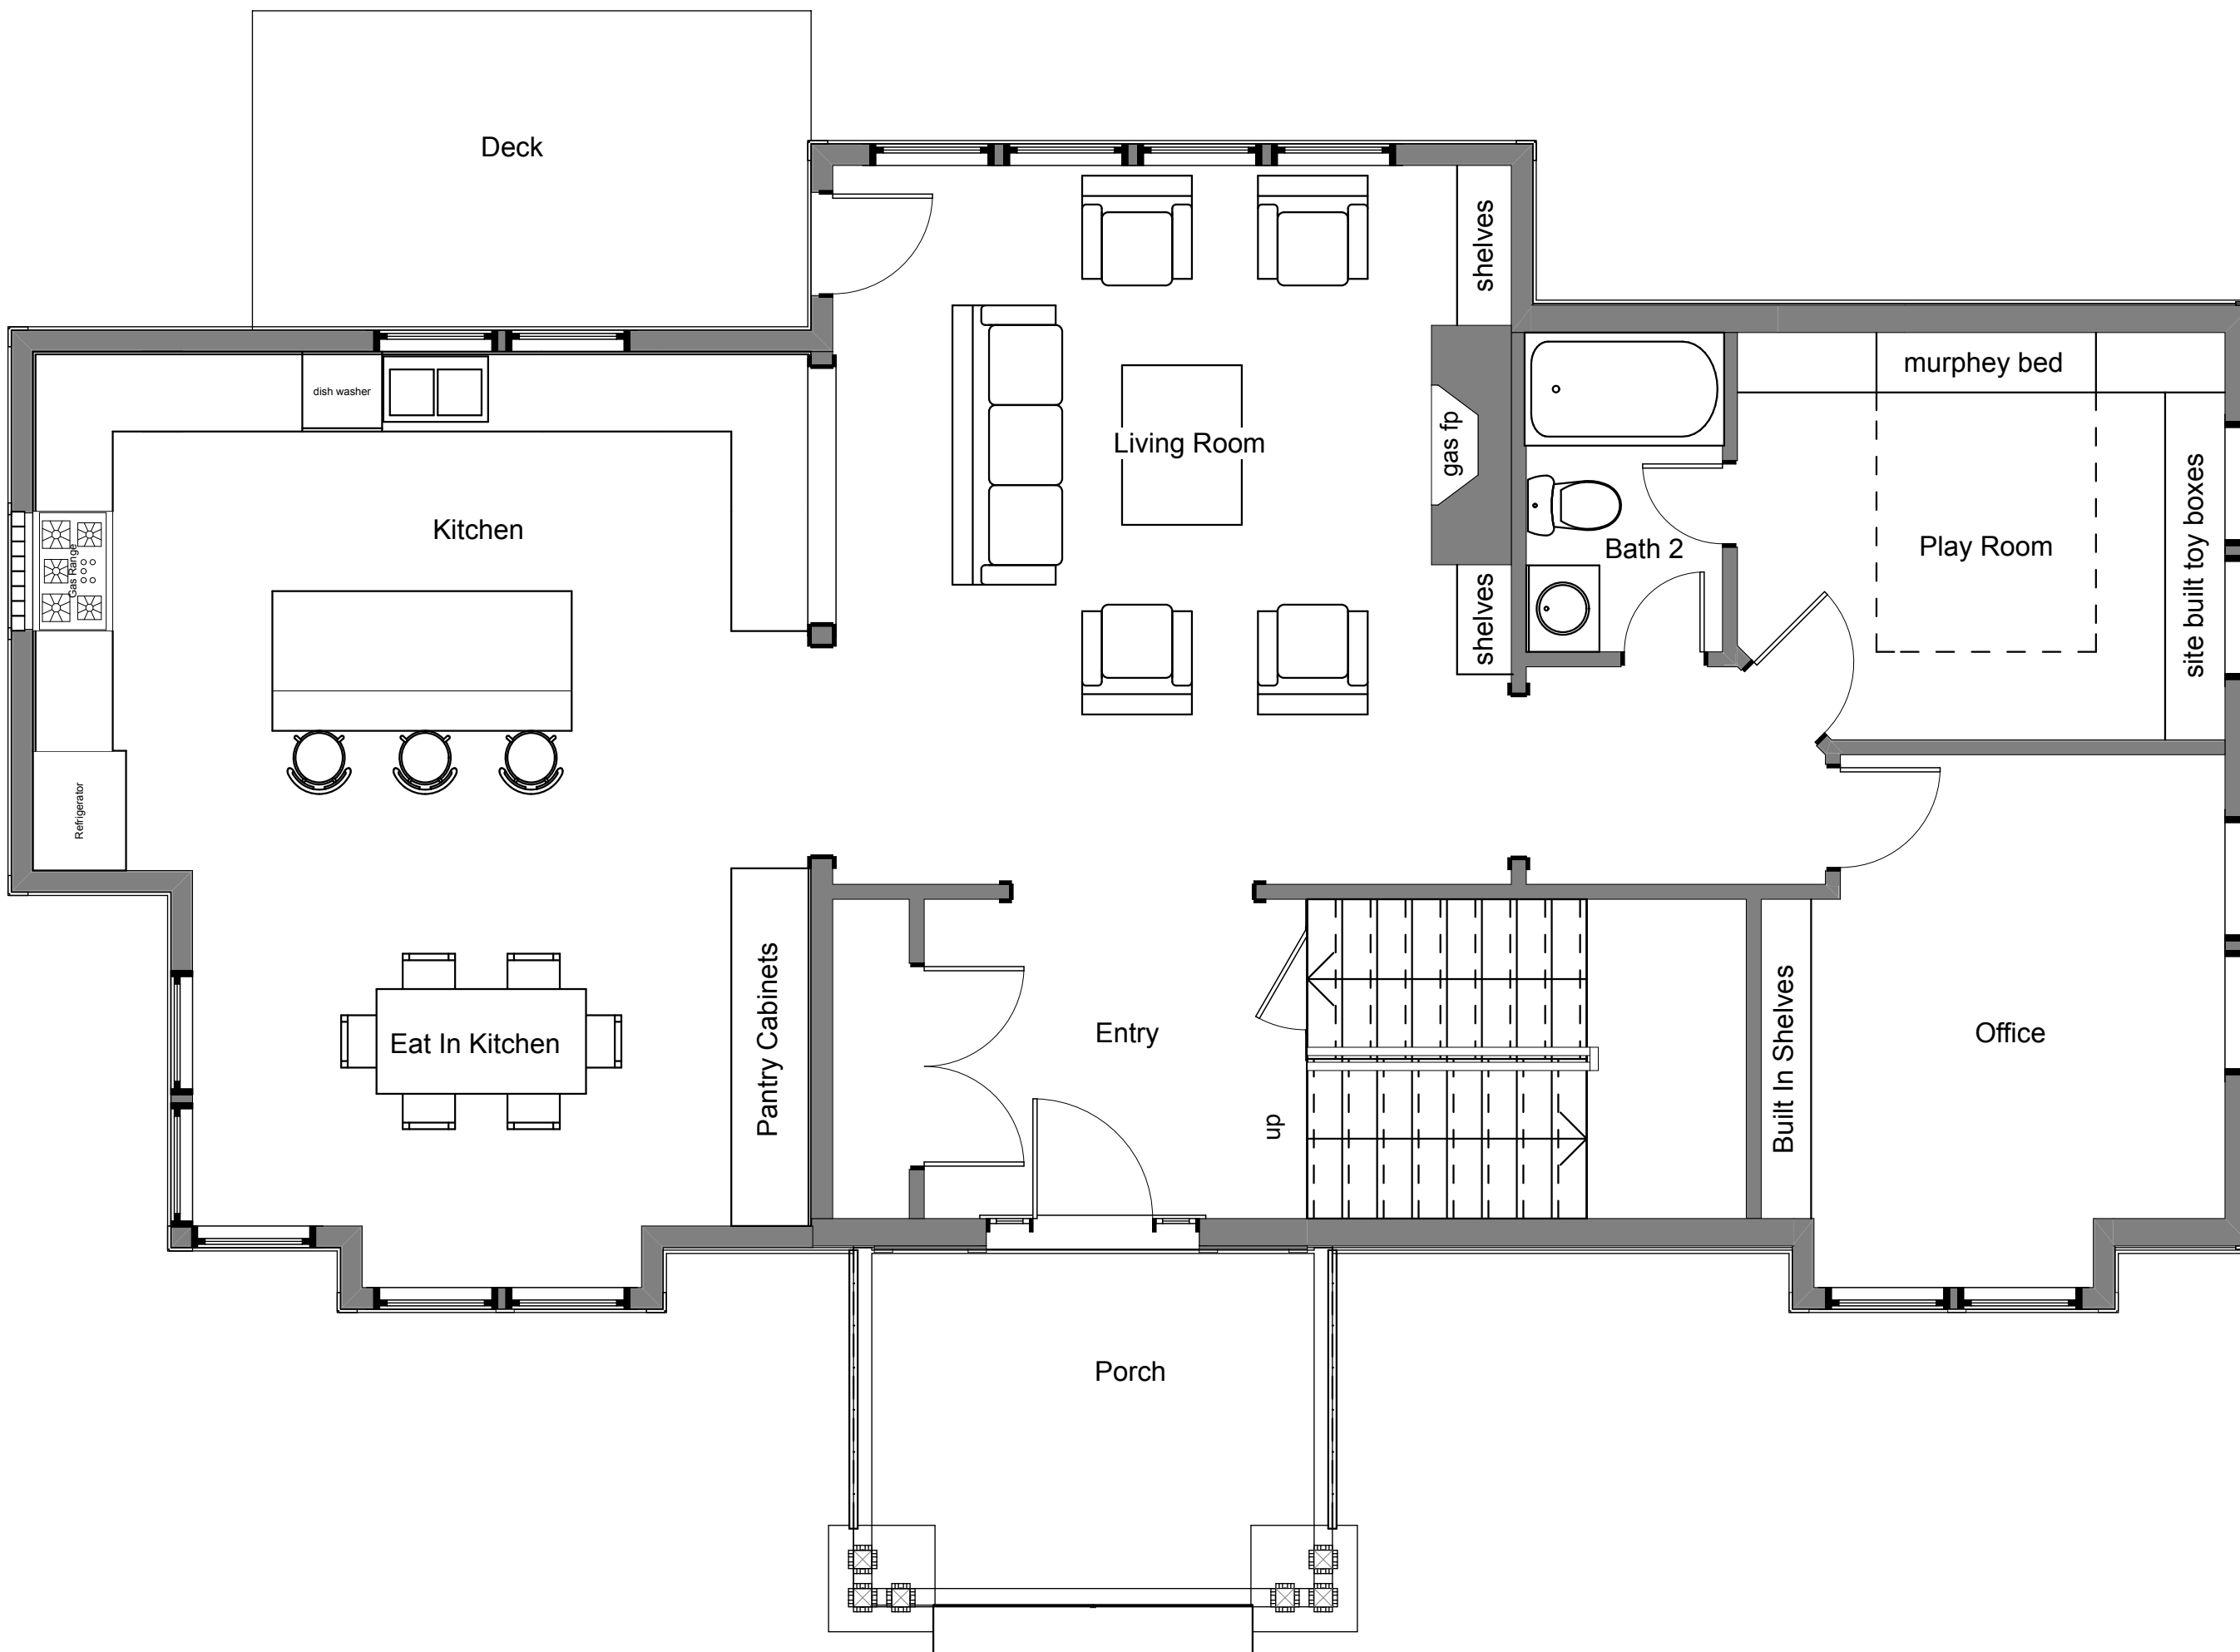 Deck
shelves
murphey bed
dish washer
Living Room
gas fp
Kitchen
Gas Range
Bath 2
Play Room
site built toy boxes
shelves
Refrigerator
Pantry Cabinets
Eat In Kitchen
Entry
up
Built In Shelves
Office
Porch